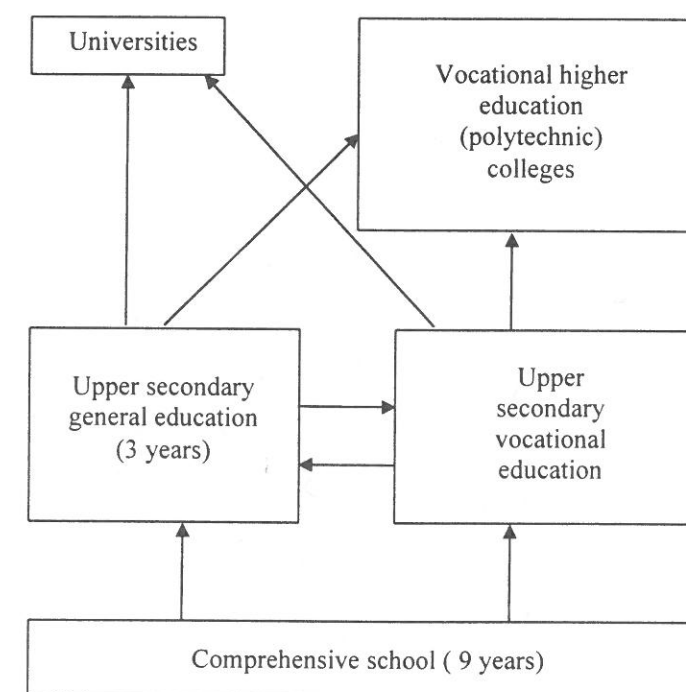 Universities
Vocational higher
education
(polytechnic)
colleges
Upper secondary
general education
(3 years)
Upper
secondary
vocational
education
Comprehensive school ( 9 years)